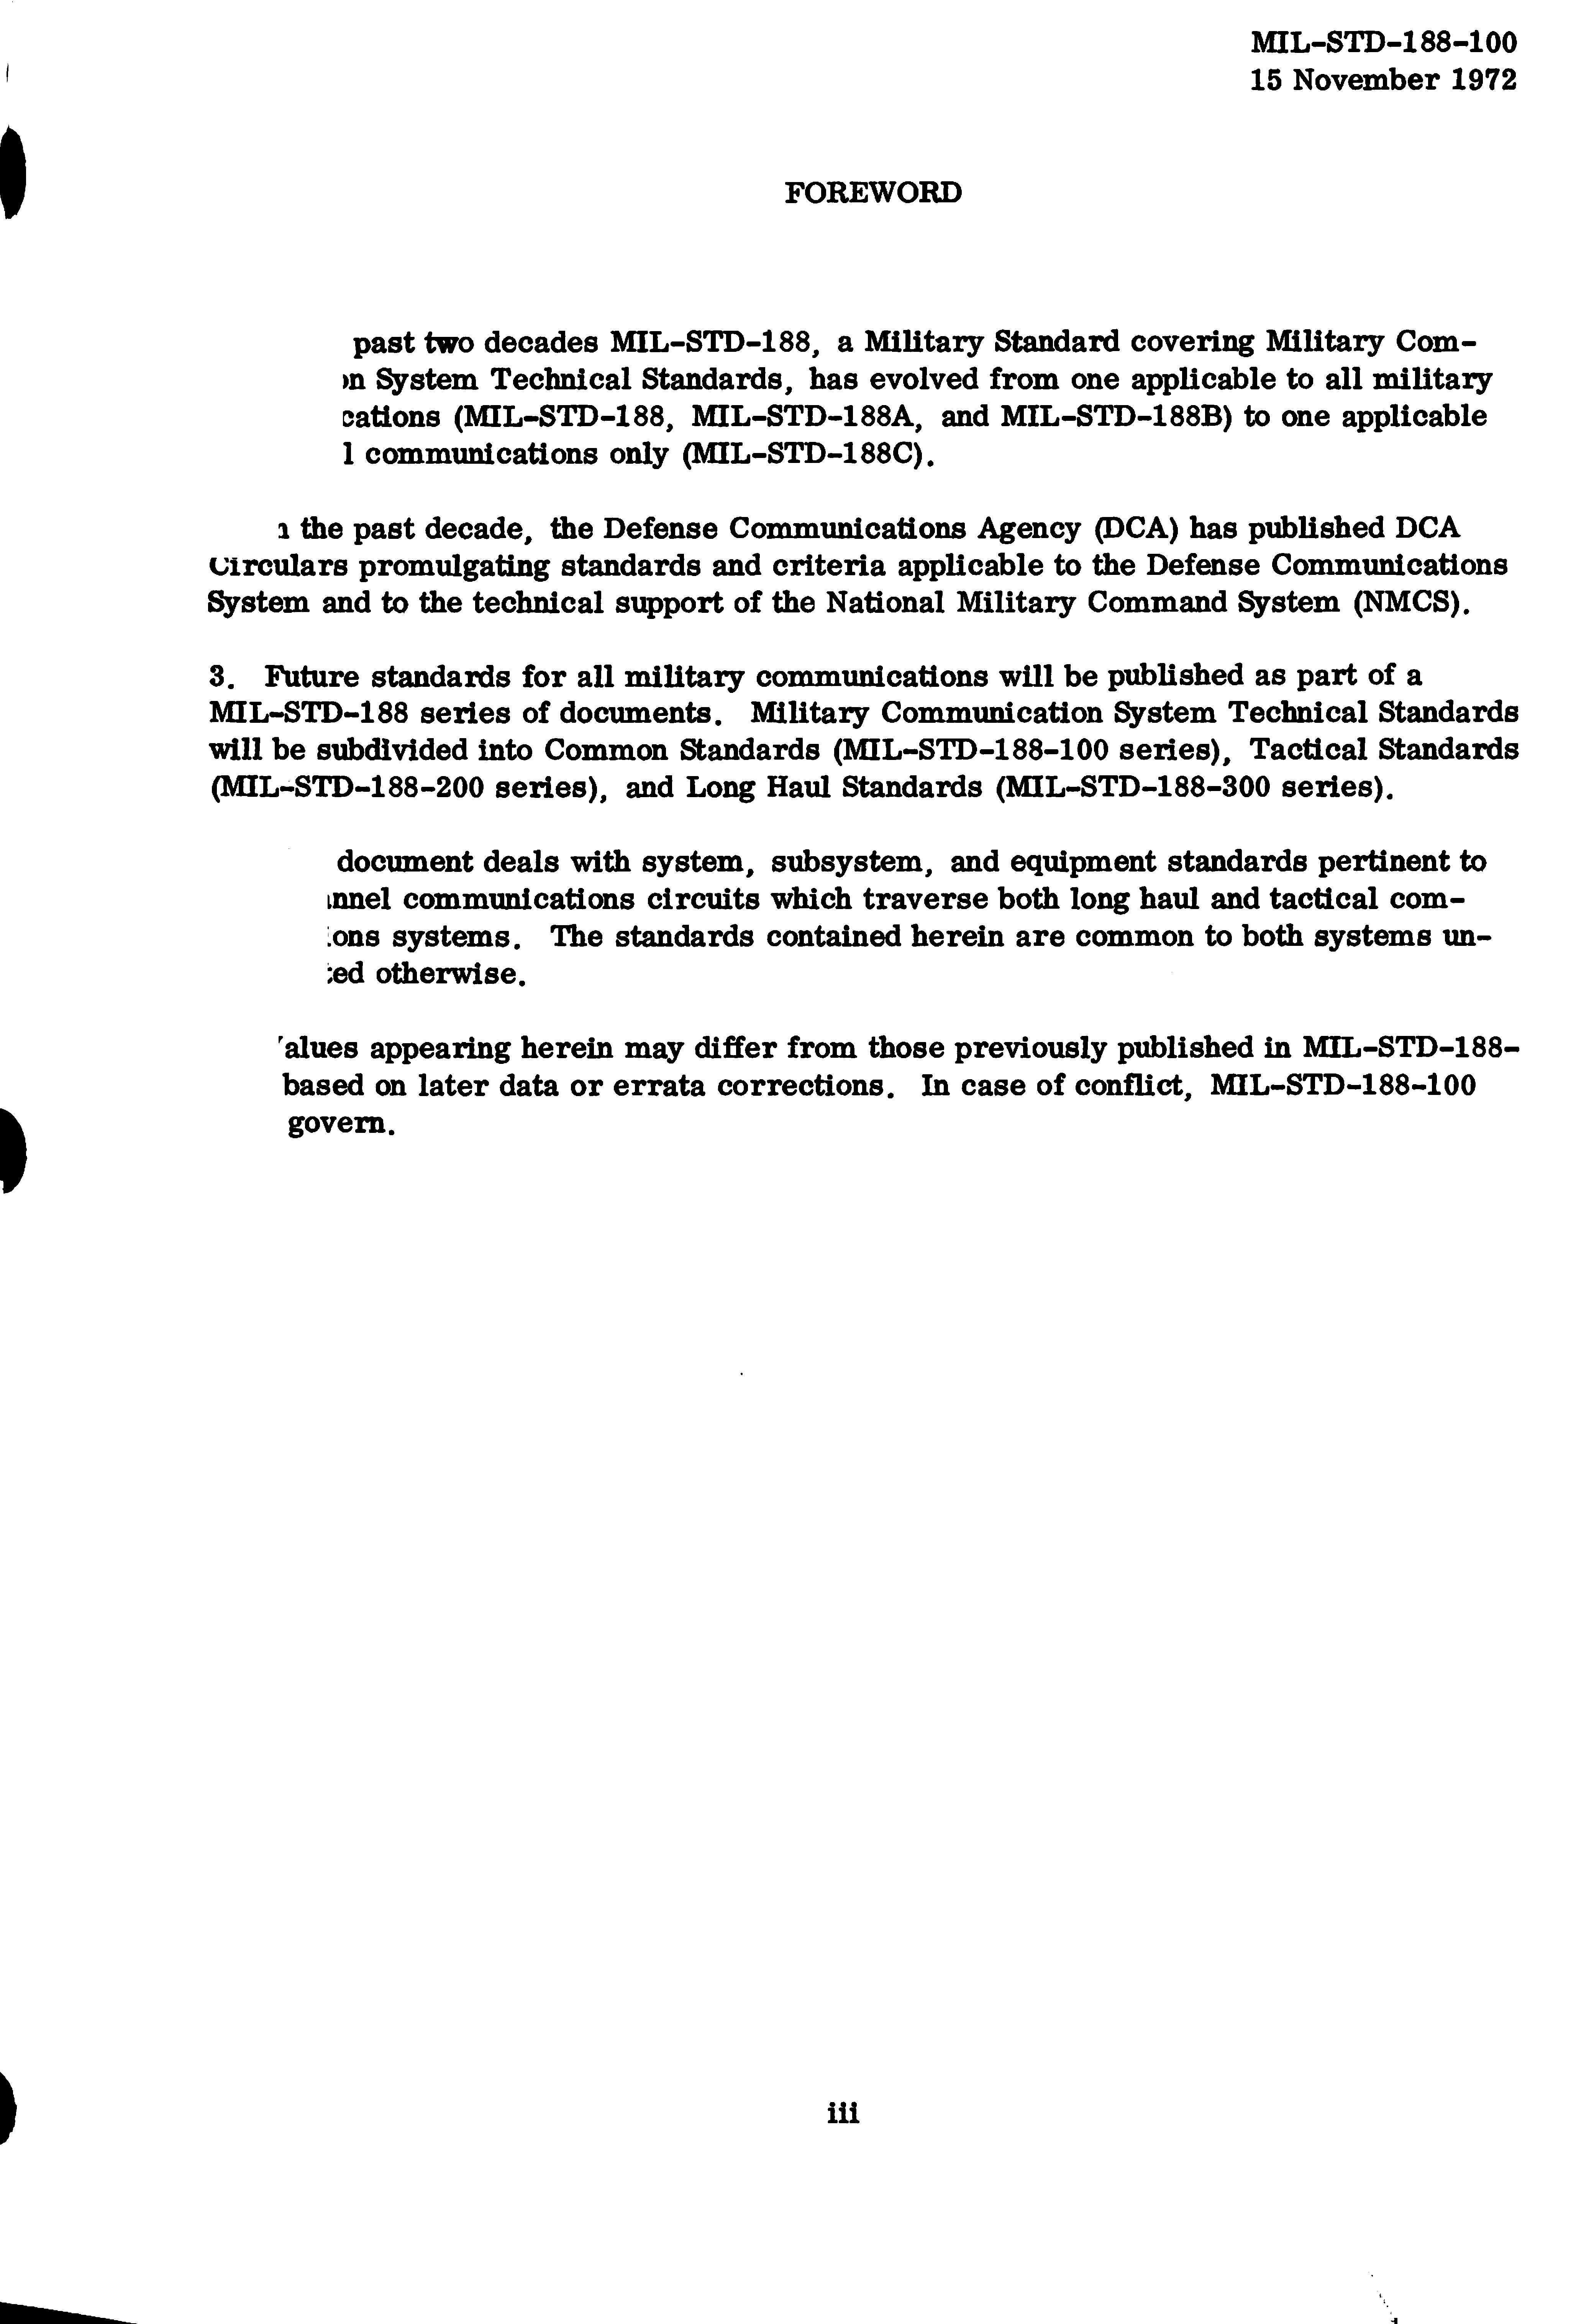 MIL-STD-188-100
15 November 1972
FOREWORD
past two decades MIL-STD-188, a Military Standard covering Military Com-
System Technical Standards, has evolved from one applicable to all military
cations (MIL-STD-188, MIL-STD-188A, and MIL-STD-188B) to one applicable
l communications only (MIL-STD-188C).
the past decade, the Defense Communications Agency (DCA) has published DCA
Circulars promulgating standards and criteria applicable to the Defense Communications
System and to the technical support of the National Military Command System (NMCS).
3. Future standards for all military communications will be published as part of a
MIL-STD-188 series of documents. Military Communication System Technical Standards
will be subdivided into Common Standards (MIL-STD-188-100 series), Tactical Standards
(MIL-STD-188-200 series), and Long Haul Standards (MIL-STD-188-300 series).
document deals with system, subsystem, and equipment standards pertinent to
nnel communications circuits which traverse both long haul and tactical com-
ons systems. The standards contained herein are common to both systems un-
ed otherwise.
alues appearing herein may differ from those previously published in MIL-STD-188-
based on later data or errata corrections. In case of conflict, MIL-STD-188-100
govern.
iii